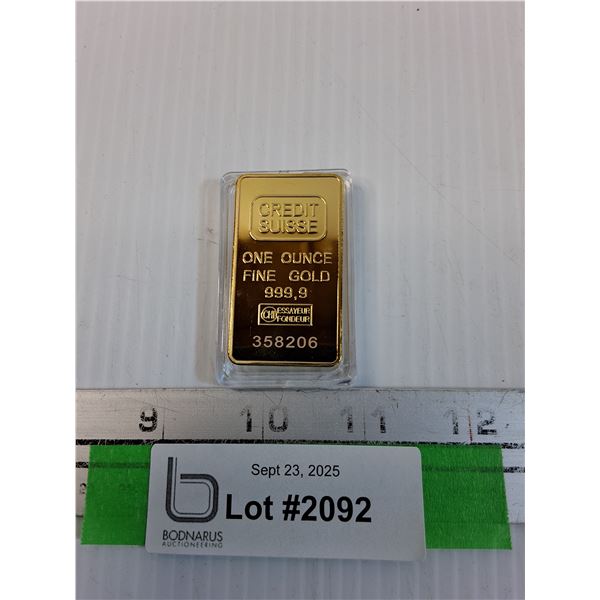 CREDIT
SUISSE
ONE OUNCE
FINE GOLD
999,9
CHI ESSAYEUR
FONDEUR
358206
9 10 11 12
Sept 23, 2025
b Lot #2092
BODNARUS
AUCTIONEERING